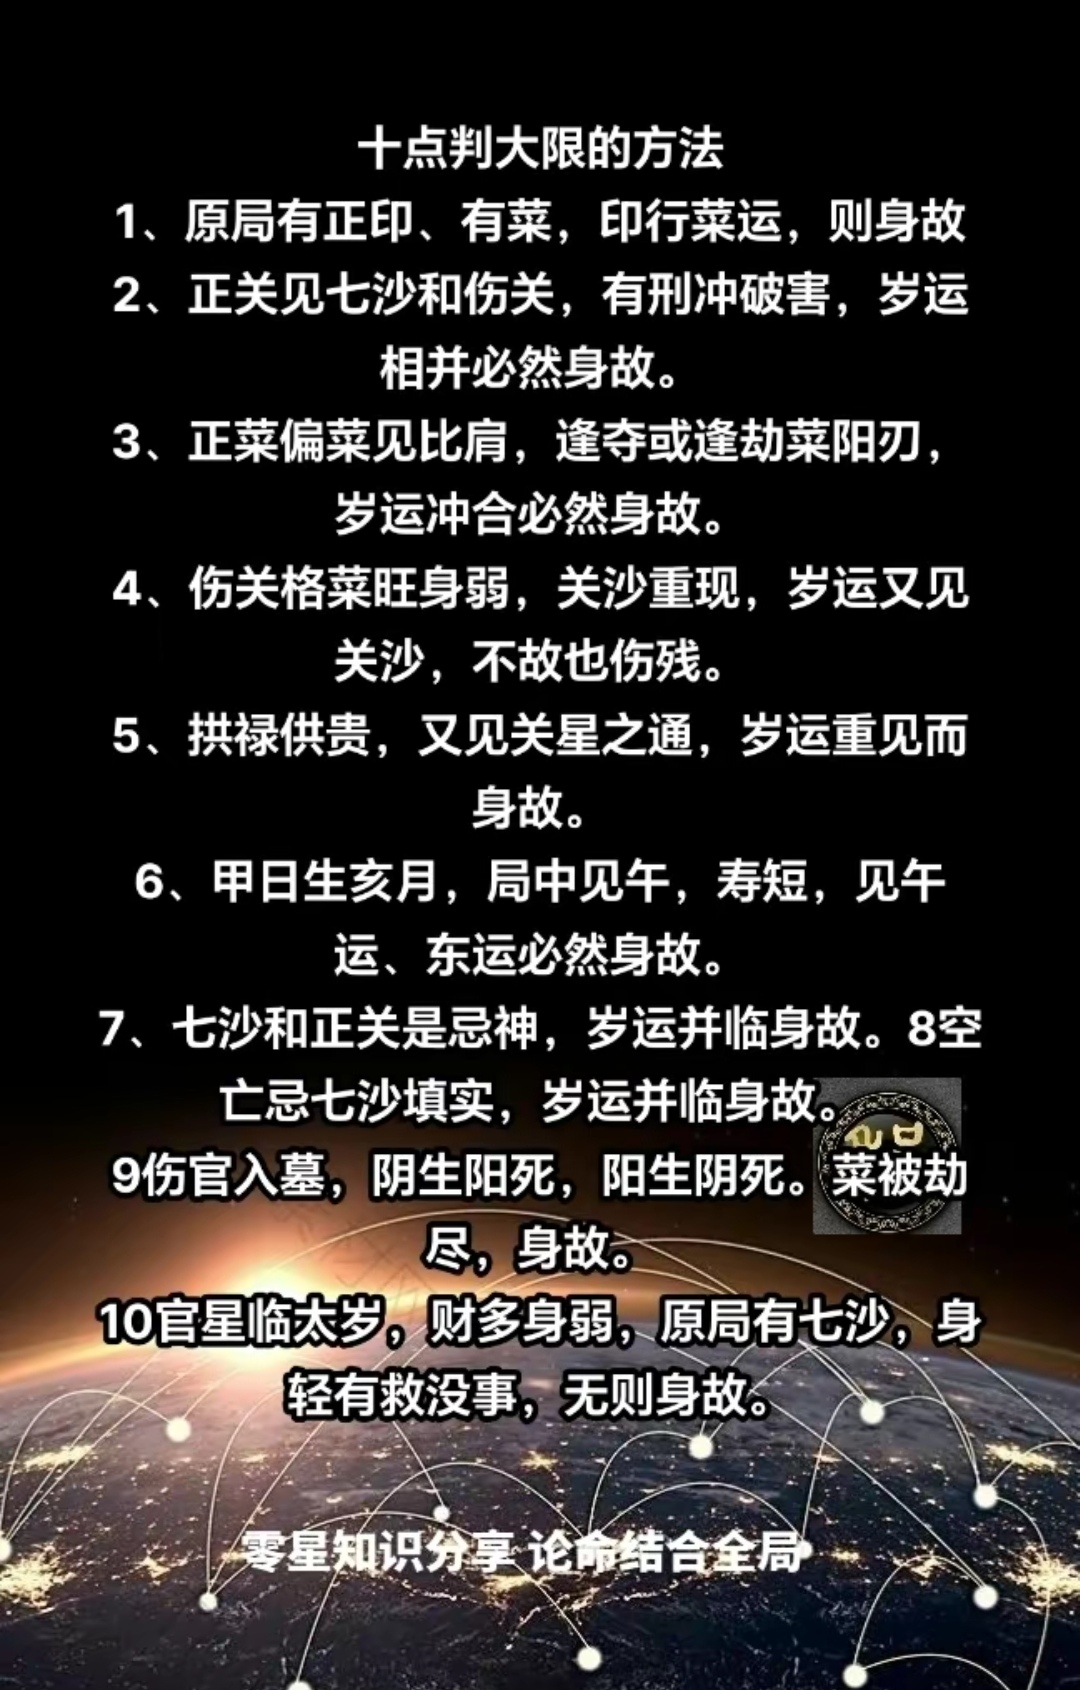 十点判大限的方法
1、原局有正印、有菜，印行菜运，则身故
2、正关见七沙和伤关，有刑冲破害，岁运
相并必然身故。
3、正菜偏菜见比肩，逢夺或逢劫菜阳刃，
岁运冲合必然身故。
4、伤关格菜旺身弱，关沙重现，岁运又见
关沙，不故也伤残。
5、拱禄供贵，又见关星之通，岁运重见而
身故。
6、甲日生亥月，局中见午，寿短，见午
运、东运必然身故。
7、七沙和正关是忌神，岁运并临身故。8空
亡忌七沙填实，岁运并临身故。
9伤官入墓，阴生阳死，阳生阴死。菜被劫
尽，身故。
10官星临太岁，财多身弱，原局有七沙，身
轻有救没事，无则身故。
零星知识分享 论命结合全局